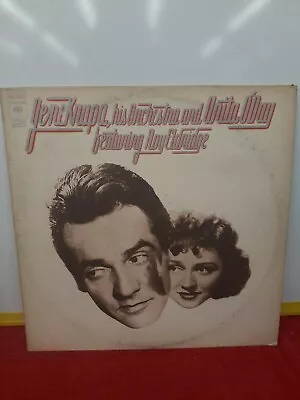 Gene Krupa, his Orchestra and Anita O'Day
Featuring Roy Eldridge